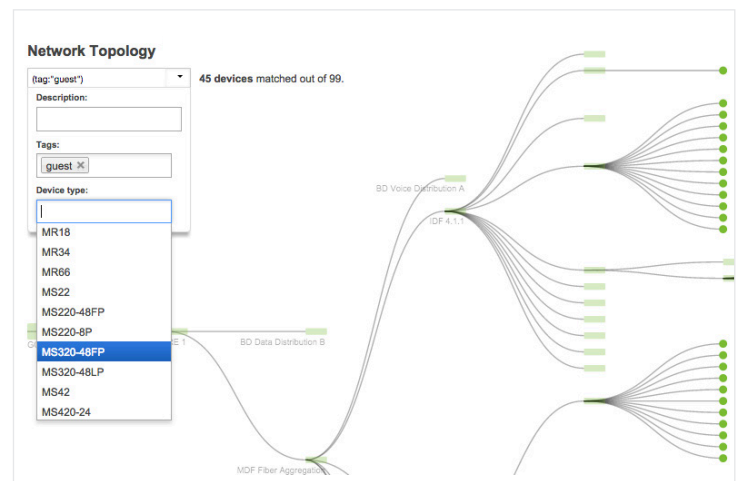 Network Topology
(tag:"guest")
45 devices matched out of 99.
Description:
Tags:
guest ×
Device type:
MR18
MR34
MR66
MS22
MS220-48FP
MS220-8P
MS320-48FP
MS320-48LP
MS42
MS420-24
BD Voice Distribution A
IDF 4.1.1
E 1
BD Data Distribution B
MDF Fiber Aggregation